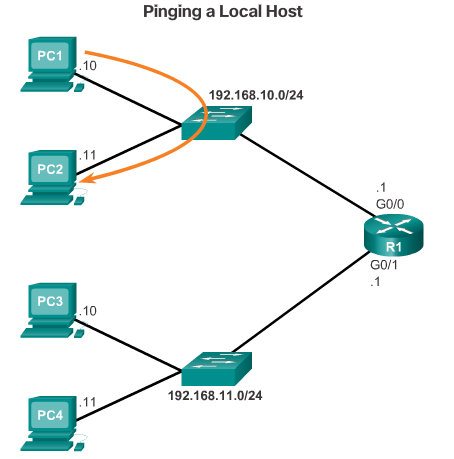 Pinging a Local Host
PC1
.10
192.168.10.0/24
.11
PC2
.1
G0/0
R1
G0/1
.1
PC3
.10
.11
192.168.11.0/24
PC4